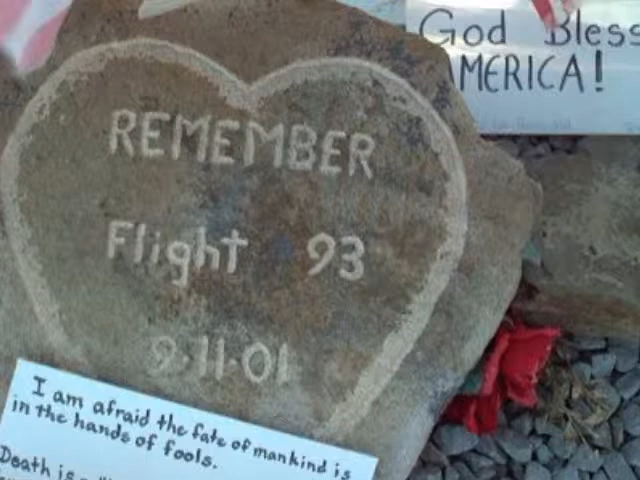 God Bless
AMERICA!
REMEMBER
Flight 93
9.11.01
I am afraid the fate of mankind is
in the hands of fools.
Death is